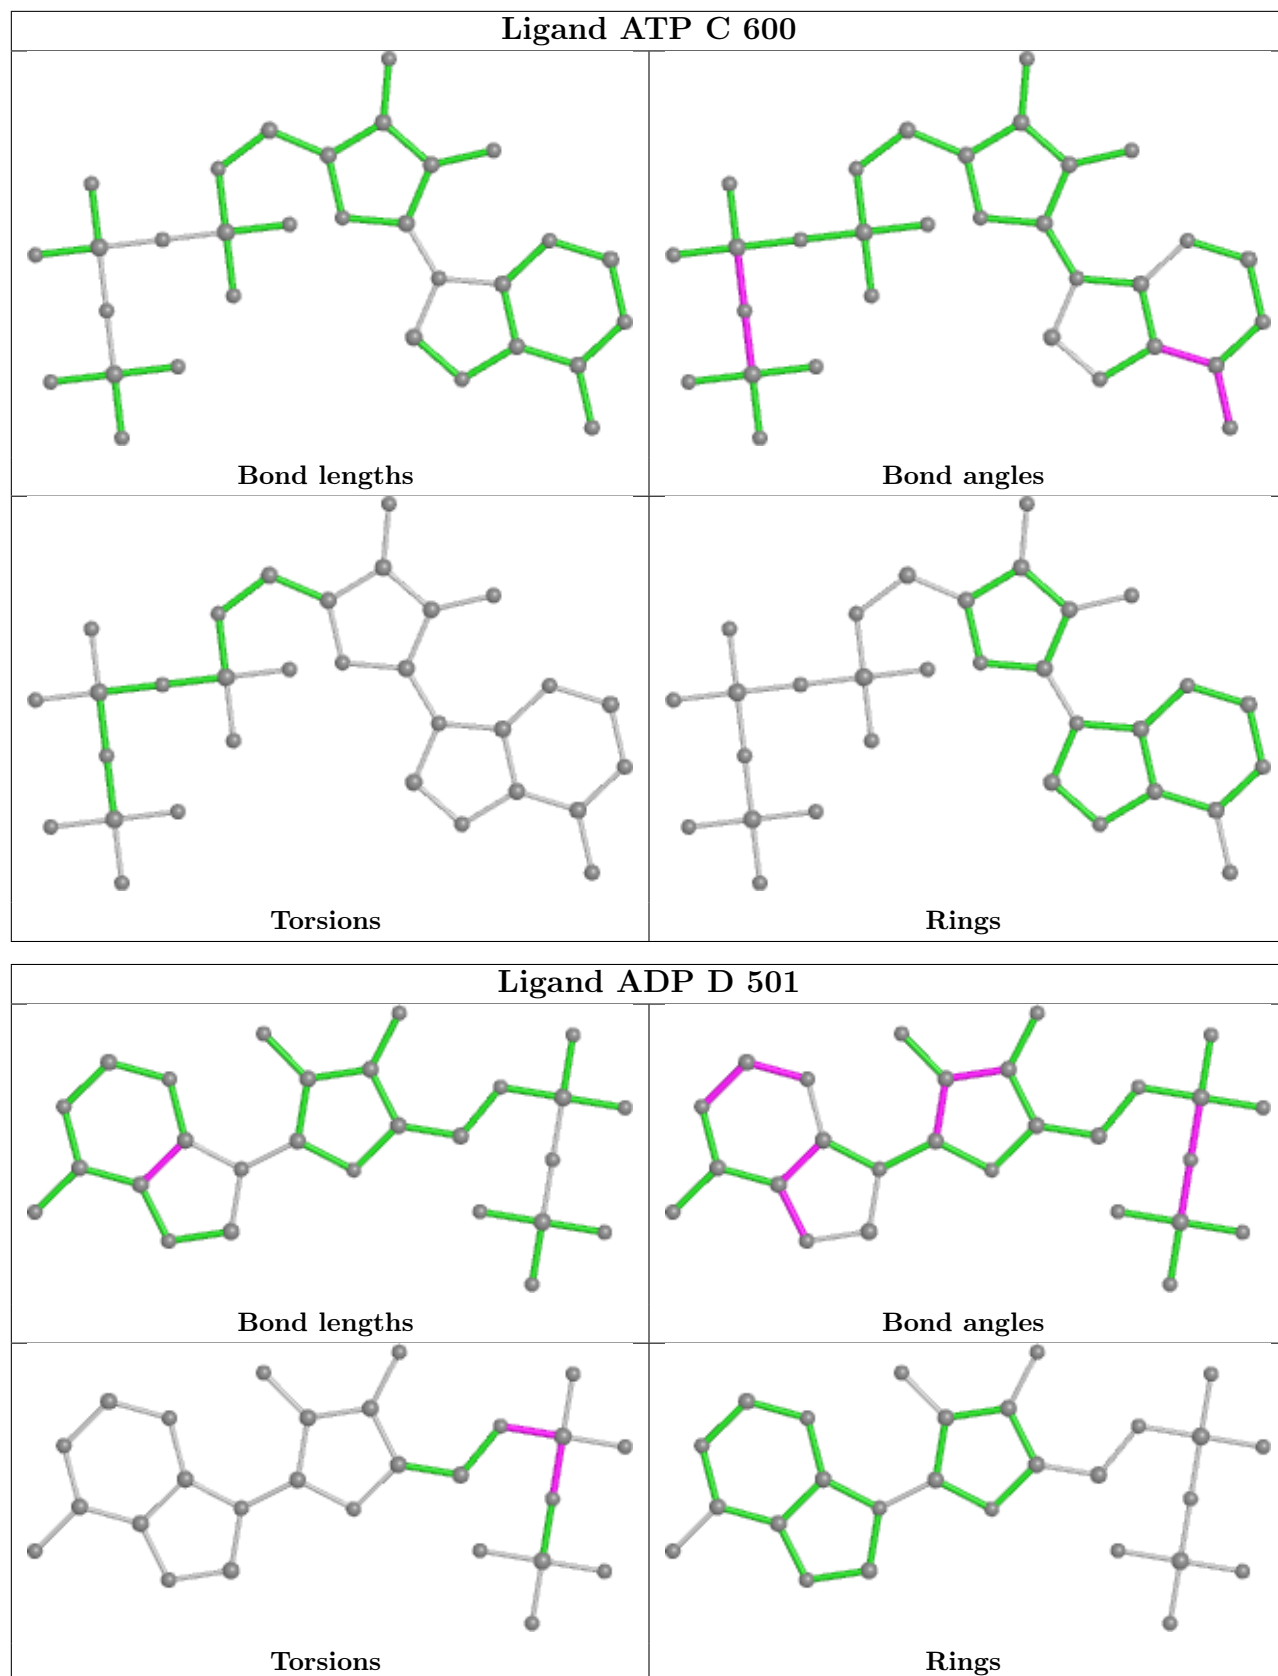 Ligand ATP C 600
Bond lengths
Bond angles
Torsions
Rings
Ligand ADP D 501
Bond lengths
Bond angles
Torsions
Rings